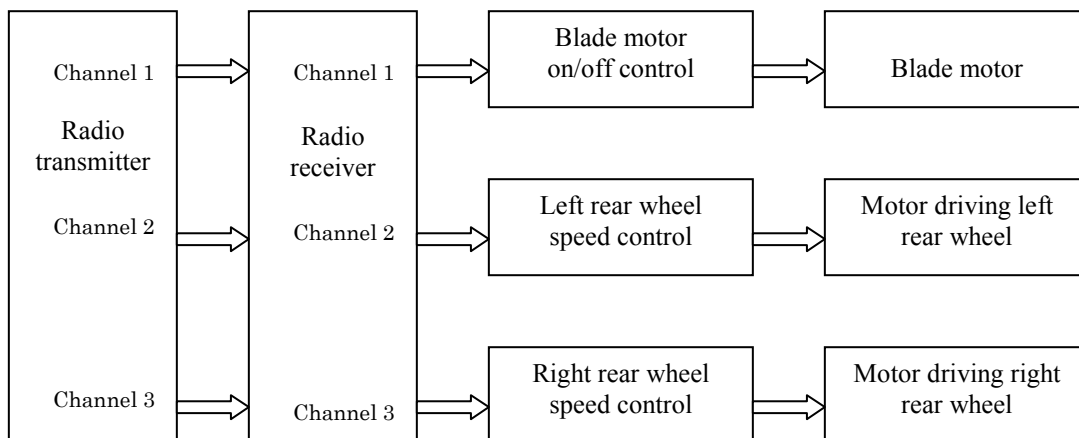 Channel 1
Radio
transmitter
Channel 2
Channel 3
Channel 1
Radio
receiver
Channel 2
Channel 3
Blade motor
on/off control
Blade motor
Left rear wheel
speed control
Motor driving left
rear wheel
Right rear wheel
speed control
Motor driving right
rear wheel